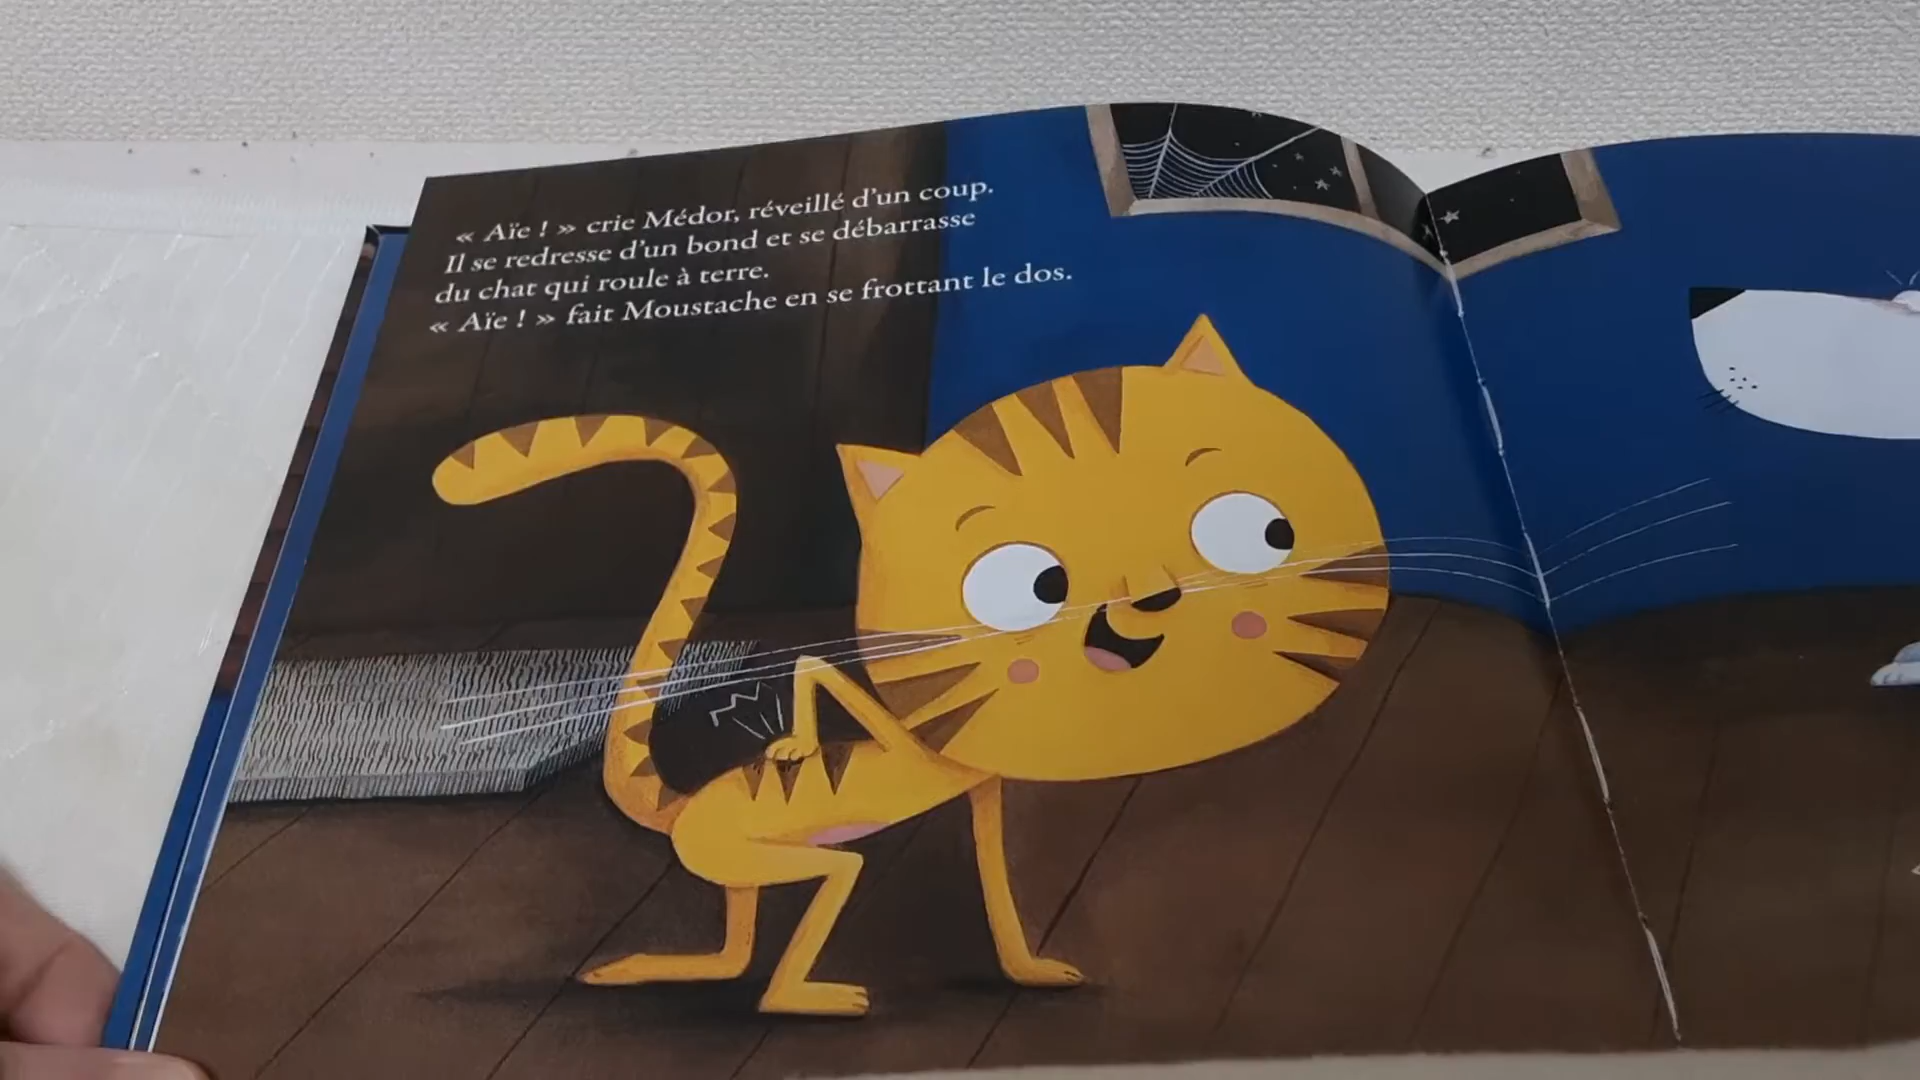 « Aïe ! » crie Médor, réveillé d'un coup.
Il se redresse d'un bond et se débarrasse
du chat qui roule à terre.
« Aïe ! » fait Moustache en se frottant le dos.